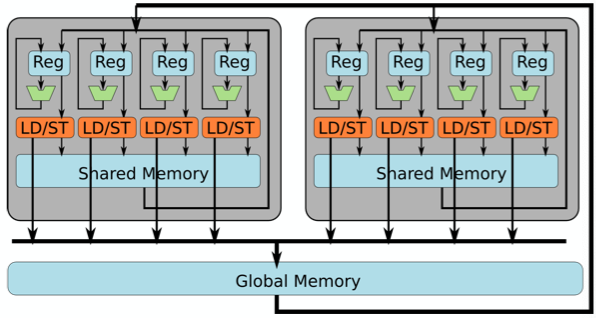 Reg Reg Reg Reg Reg Reg Reg Reg
LD/ST LD/ST LD/ST LD/ST LD/ST LD/ST LD/ST LD/ST
Shared Memory Shared Memory
Global Memory